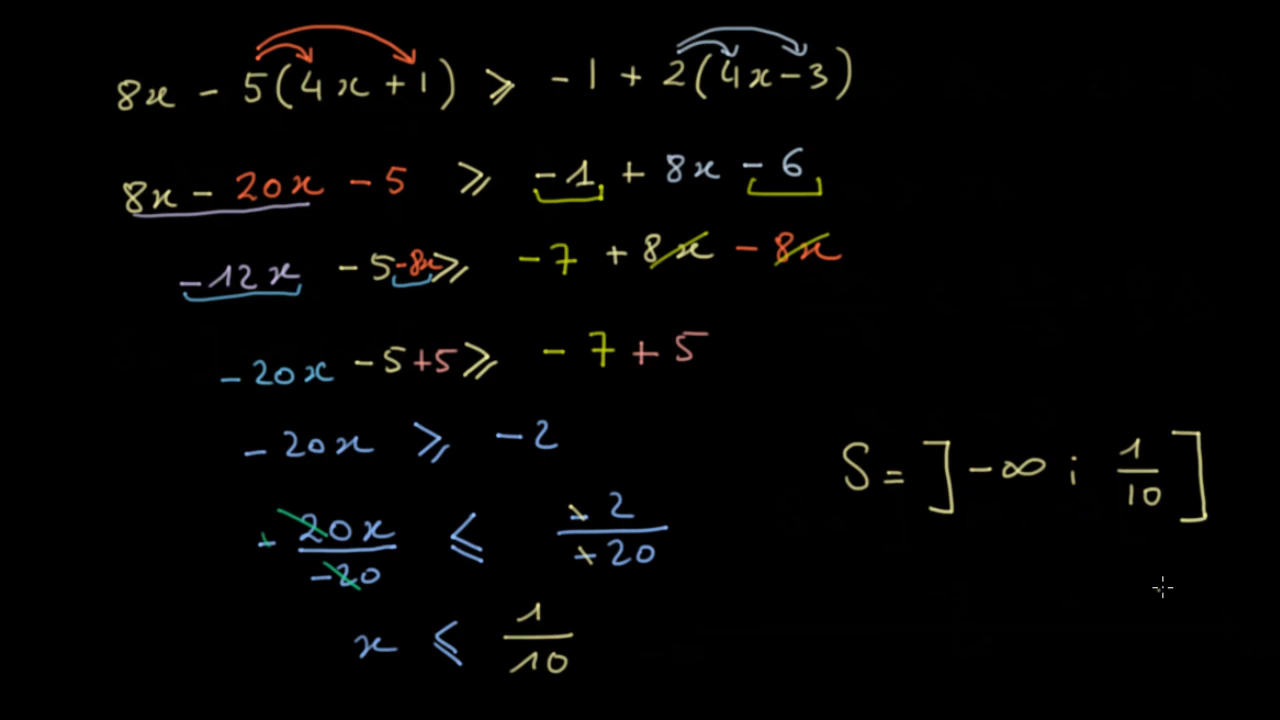 8x - 5(4x+1) ⩾ -1 + 2(4x-3)
8x - 20x - 5 ⩾ -1 + 8x - 6
-12x - 5 -8x ⩾ -7 + 8x - 8x
-20x - 5 + 5 ⩾ -7 + 5
-20x ⩾ -2
-20x/-20 ⩽ -2/-20
x ⩽ 1/10
S = ]-∞ ; 1/10]